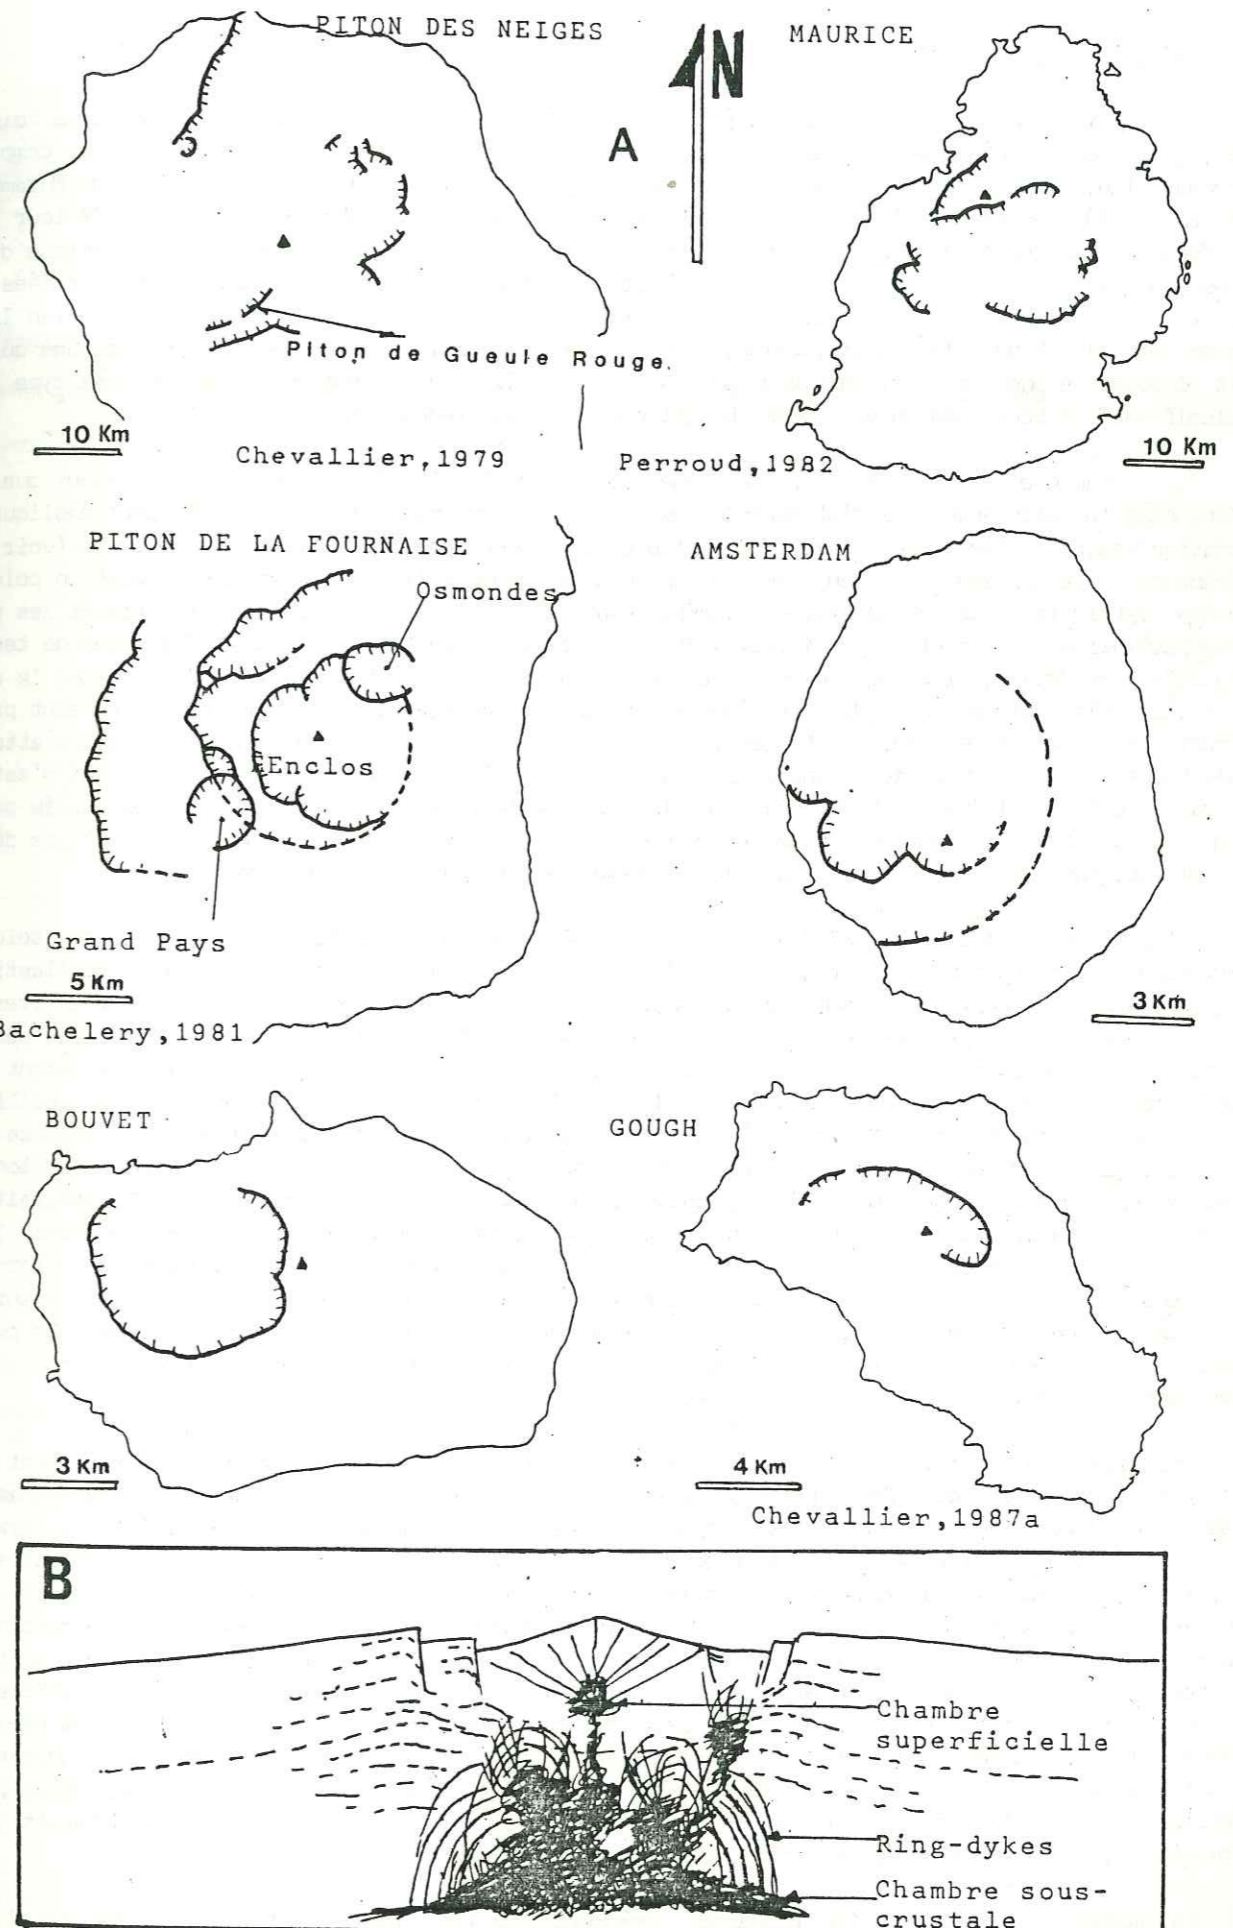 PITON DES NEIGES
N
MAURICE
A
Piton de Gueule Rouge.
10 Km
Chevallier,1979
Perroud,1982
10 Km
PITON DE LA FOURNAISE
AMSTERDAM
Osmondes
Enclos
Grand Pays
5 Km
Bachelery,1981
3 Km
BOUVET
GOUGH
3 Km
4 Km
Chevallier,1987a
B
Chambre
superficielle
Ring-dykes
Chambre sous-
crustale